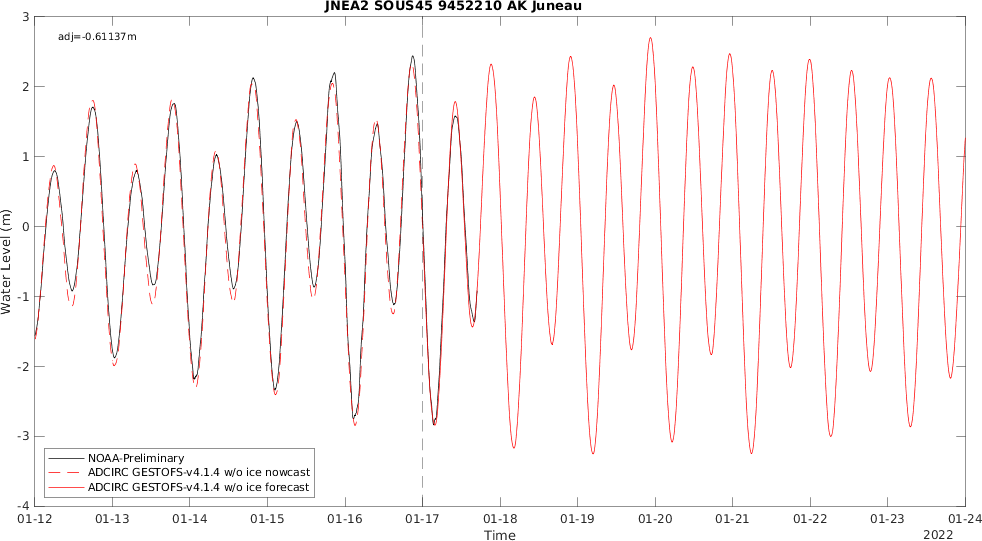 JNEA2 SOUS45 9452210 AK Juneau
adj=-0.61137m
3
2
1
0
-1
-2
-3
-4
Water Level (m)
NOAA-Preliminary
ADCIRC GESTOFS-v4.1.4 w/o ice nowcast
ADCIRC GESTOFS-v4.1.4 w/o ice forecast
01-12 01-13 01-14 01-15 01-16 01-17 01-18 01-19 01-20 01-21 01-22 01-23 01-24
Time
2022